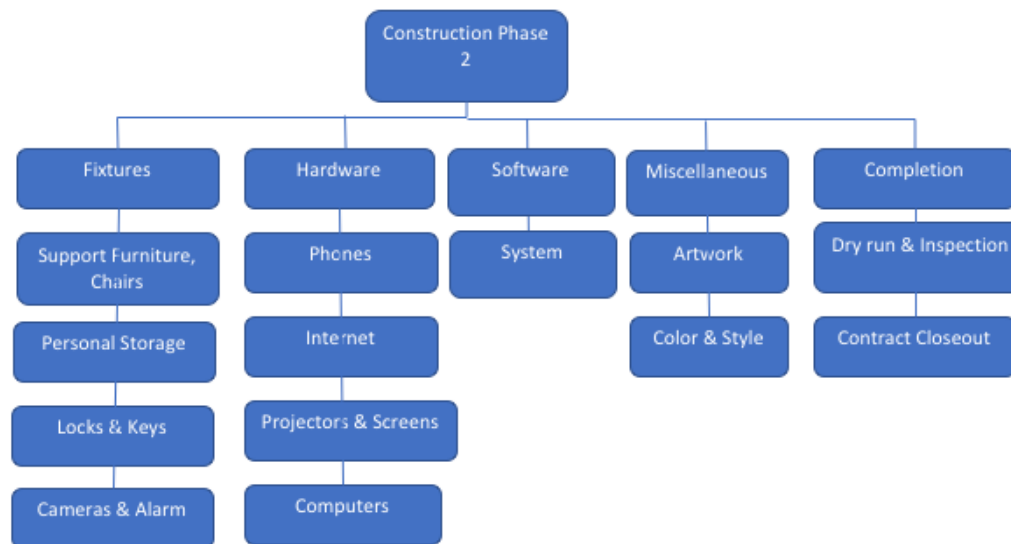 Construction Phase
2
Fixtures
Hardware
Software
Miscellaneous
Completion
Support Furniture,
Chairs
Phones
System
Artwork
Dry run & Inspection
Personal Storage
Internet
Color & Style
Contract Closeout
Locks & Keys
Projectors & Screens
Cameras & Alarm
Computers